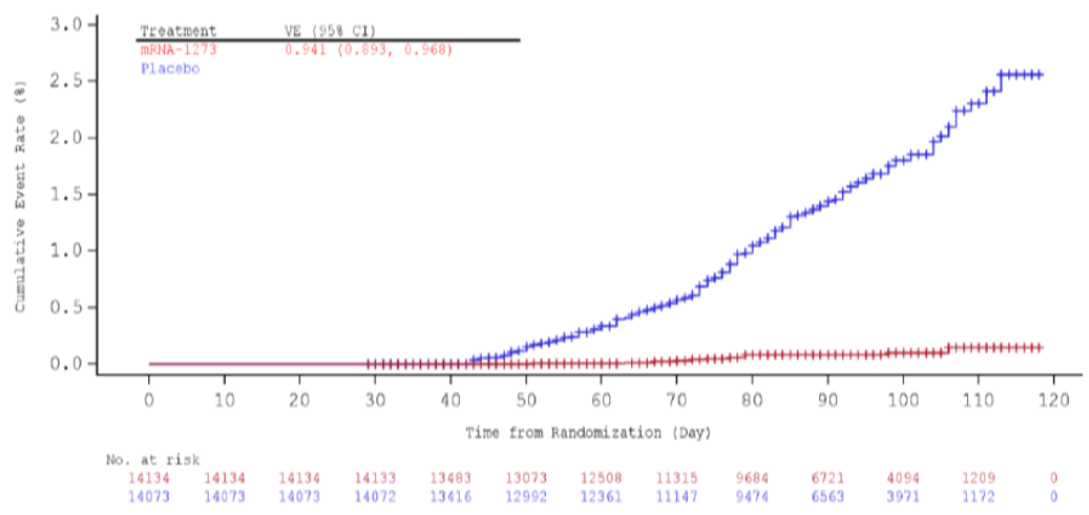 Treatment VE (95% CI)
mRNA-1273 0.941 (0.893, 0.968)
Placebo
Cumulative Event Rate (%)
3.0
2.5
2.0
1.5
1.0
0.5
0.0
0 10 20 30 40 50 60 70 80 90 100 110 120
Time from Randomization (Day)
No. at risk
14134 14134 14134 14133 13483 13073 12508 11315 9684 6721 4094 1209 0
14073 14073 14073 14072 13416 12992 12361 11147 9474 6563 3971 1172 0